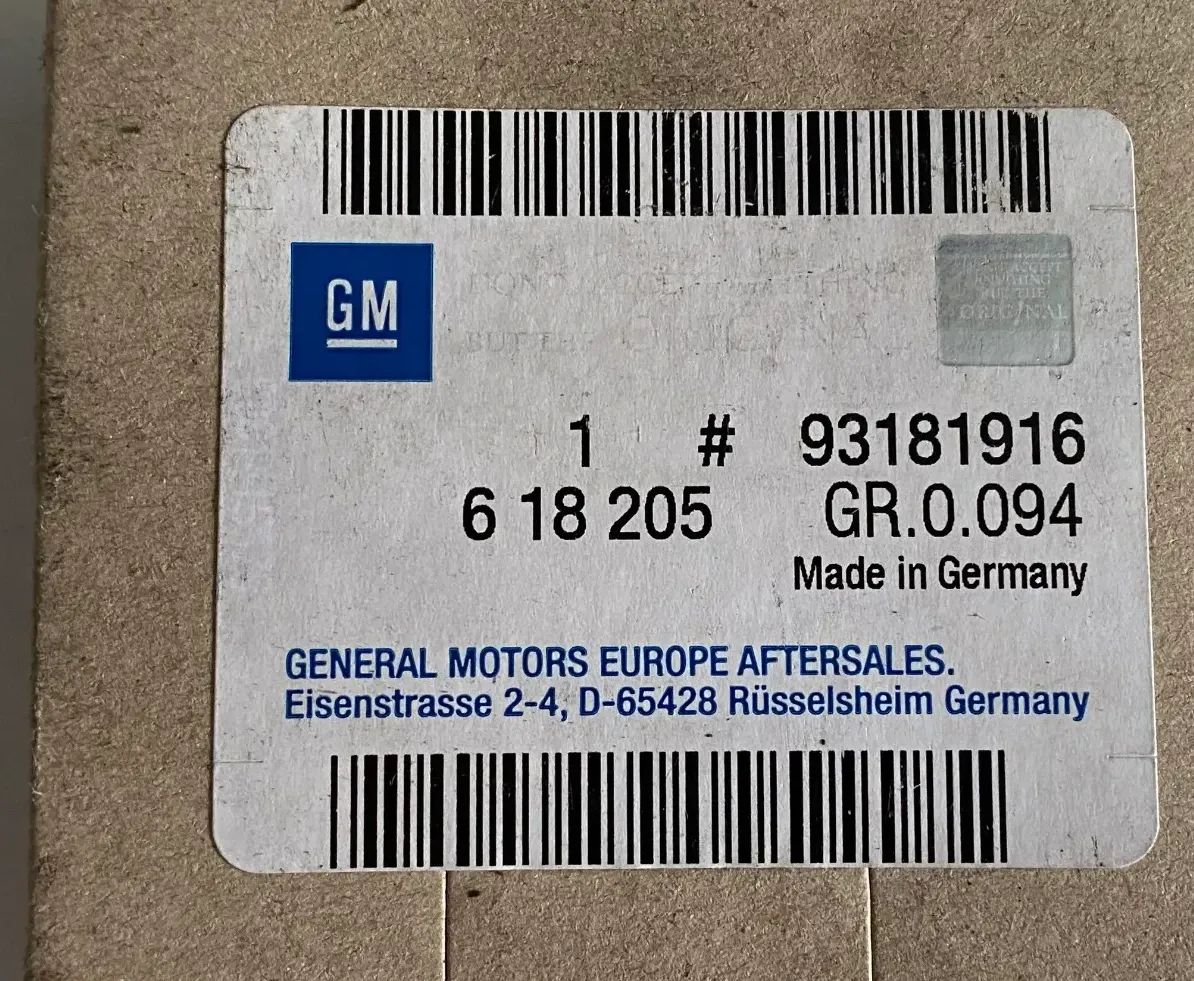 GM
ORIGINAL
1 # 93181916
6 18 205 GR.0.094
Made in Germany
GENERAL MOTORS EUROPE AFTERSALES.
Eisenstrasse 2-4, D-65428 Rüsselsheim Germany